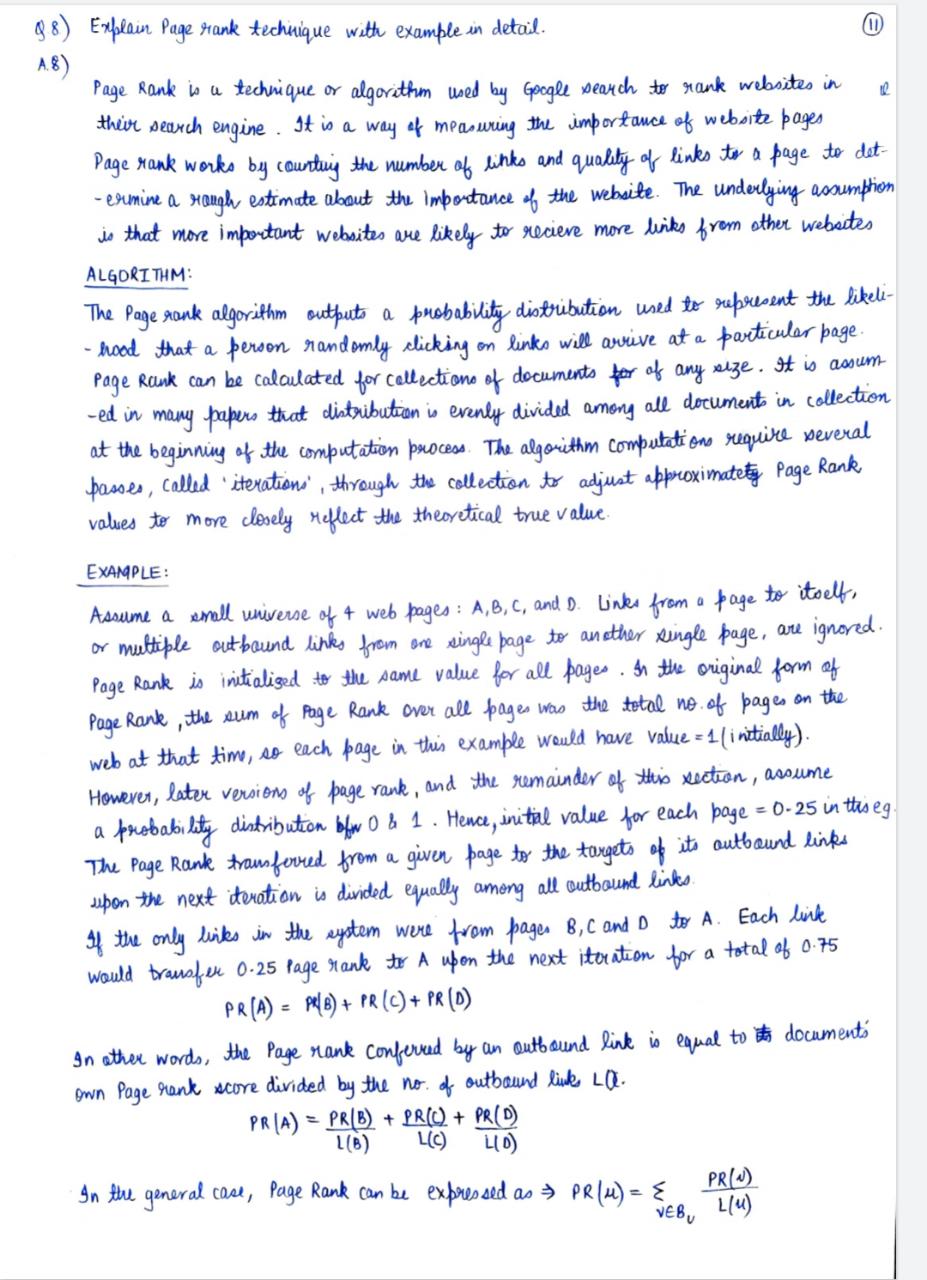 Q 8) Explain Page rank technique with example in detail. 11
A.8)
Page Rank is a technique or algorithm used by Google search to rank websites in
their search engine. It is a way of measuring the importance of website pages
Page rank works by counting the number of links and quality of links to a page to det-
-ermine a rough estimate about the Importance of the website. The underlying assumption
is that more important websites are likely to recieve more links from other websites
ALGORITHM:
The Page rank algorithm outputs a probability distribution used to represent the likeli-
-hood that a person randomly clicking on links will arrive at a particular page.
Page Rank can be calculated for collections of documents of any size. It is assum
-ed in many papers that distribution is evenly divided among all documents in collection
at the beginning of the computation process. The algorithm computations require several
passes, called 'iterations', through the collection to adjust approximate Page Rank
values to more closely reflect the theoretical true value.
EXAMPLE:
Assume a small universe of 4 web pages: A, B, C, and D. Links from a page to itself,
or multiple outbound links from one single page to another single page, are ignored.
Page Rank is initialized to the same value for all pages. In the original form of
Page Rank, the sum of Page Rank over all pages was the total no. of pages on the
web at that time, so each page in this example would have value = 1 (initially).
However, later versions of page rank, and the remainder of this section, assume
a probability distribution b/w 0 & 1. Hence, initial value for each page = 0.25 in this eg.
The Page Rank transferred from a given page to the targets of its outbound links
upon the next iteration is divided equally among all outbound links.
If the only links in the system were from pages B, C and D to A. Each link
would transfer 0.25 Page rank to A upon the next iteration for a total of 0.75
PR(A) = PR(B) + PR(C) + PR(D)
In other words, the Page rank conferred by an outbound link is equal to document's
own Page rank score divided by the no. of outbound links L().
PR(A) = PR(B)/L(B) + PR(C)/L(C) + PR(D)/L(D)
In the general case, Page Rank can be expressed as ⇒ PR(u) = Σ v∈Bu PR(v)/L(u)